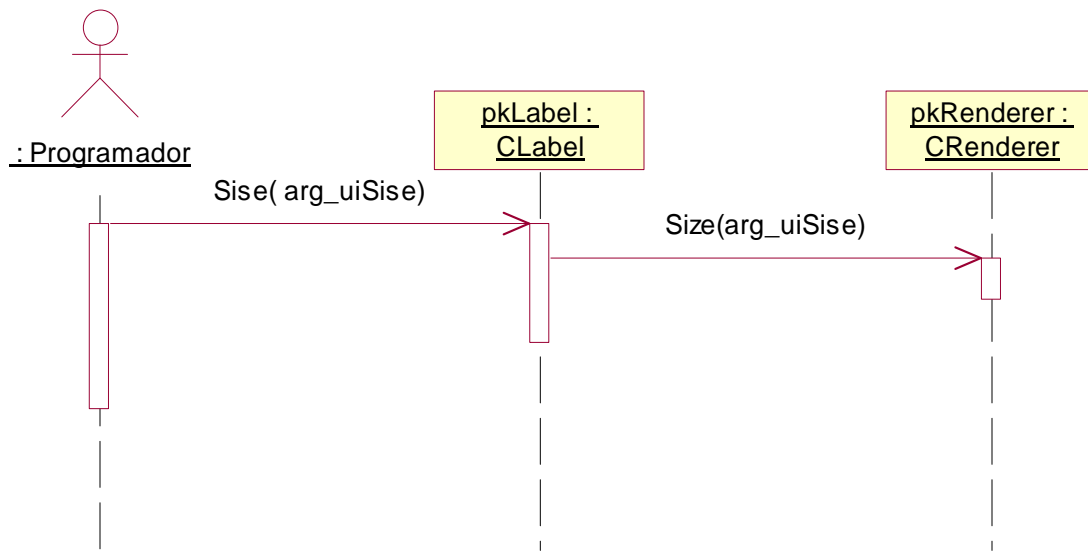 : Programador
pkLabel :
CLabel
pkRenderer :
CRenderer
Sise( arg_uiSise)
Size(arg_uiSise)